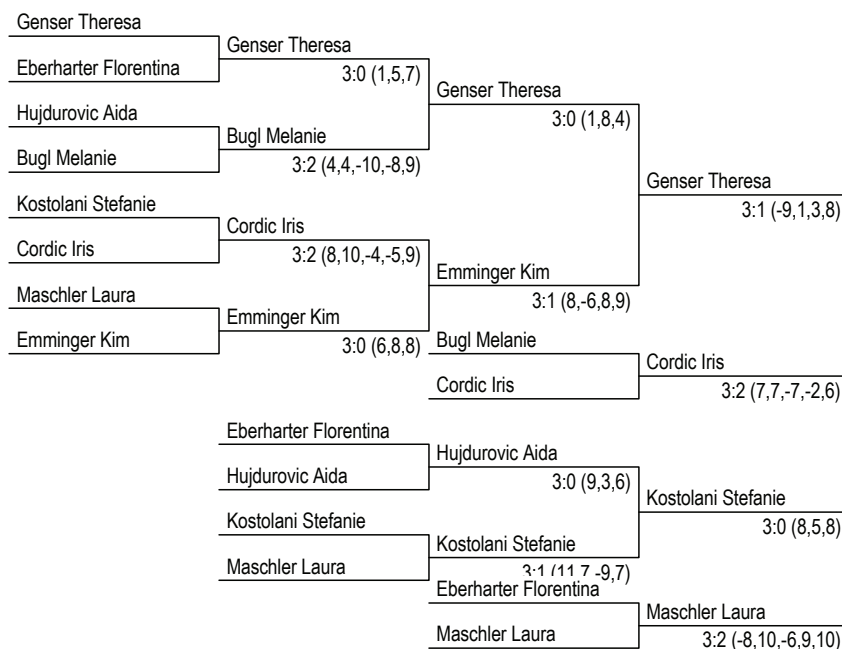 Genser Theresa
Genser Theresa
Eberharter Florentina
3:0 (1,5,7)
Genser Theresa
Hujdurovic Aida
3:0 (1,8,4)
Bugl Melanie
Bugl Melanie
3:2 (4,4,-10,-8,9)
Genser Theresa
Kostolani Stefanie
3:1 (-9,1,3,8)
Cordic Iris
Cordic Iris
3:2 (8,10,-4,-5,9)
Emminger Kim
Maschler Laura
3:1 (8,-6,8,9)
Emminger Kim
Emminger Kim
3:0 (6,8,8)
Bugl Melanie
Cordic Iris
Cordic Iris
3:2 (7,7,-7,-2,6)
Eberharter Florentina
Hujdurovic Aida
Hujdurovic Aida
3:0 (9,3,6)
Kostolani Stefanie
Kostolani Stefanie
3:0 (8,5,8)
Kostolani Stefanie
Maschler Laura
3:1 (11,7,-9,7)
Eberharter Florentina
Maschler Laura
Maschler Laura
3:2 (-8,10,-6,9,10)